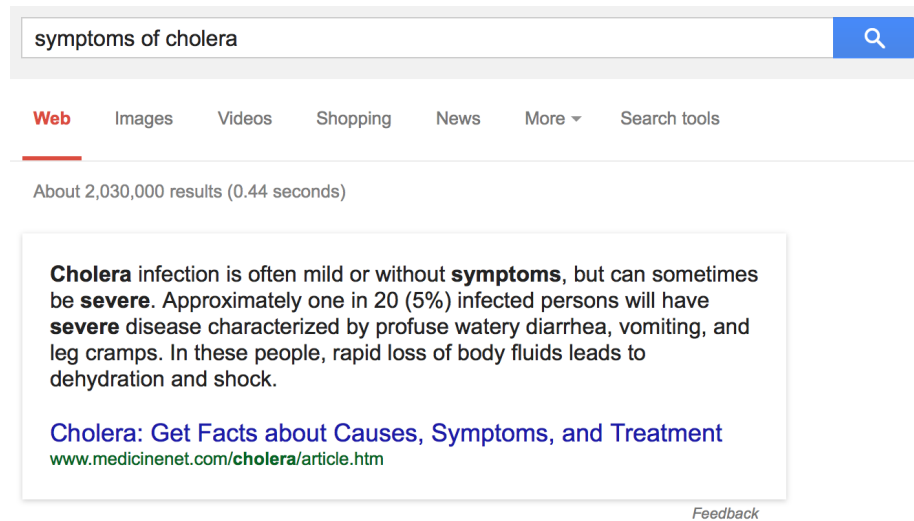 symptoms of cholera
Web Images Videos Shopping News More Search tools
About 2,030,000 results (0.44 seconds)
Cholera infection is often mild or without symptoms, but can sometimes
be severe. Approximately one in 20 (5%) infected persons will have
severe disease characterized by profuse watery diarrhea, vomiting, and
leg cramps. In these people, rapid loss of body fluids leads to
dehydration and shock.
Cholera: Get Facts about Causes, Symptoms, and Treatment
www.medicinenet.com/cholera/article.htm
Feedback